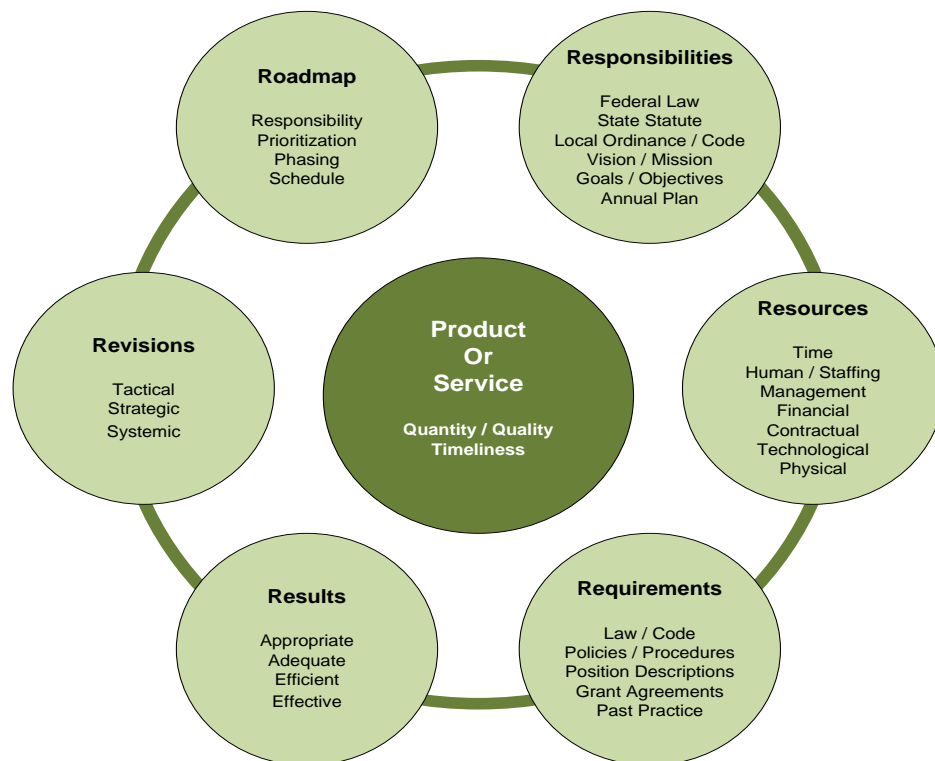 Roadmap
Responsibility
Prioritization
Phasing
Schedule
Responsibilities
Federal Law
State Statute
Local Ordinance / Code
Vision / Mission
Goals / Objectives
Annual Plan
Revisions
Tactical
Strategic
Systemic
Product
Or
Service
Quantity / Quality
Timeliness
Resources
Time
Human / Staffing
Management
Financial
Contractual
Technological
Physical
Results
Appropriate
Adequate
Efficient
Effective
Requirements
Law / Code
Policies / Procedures
Position Descriptions
Grant Agreements
Past Practice